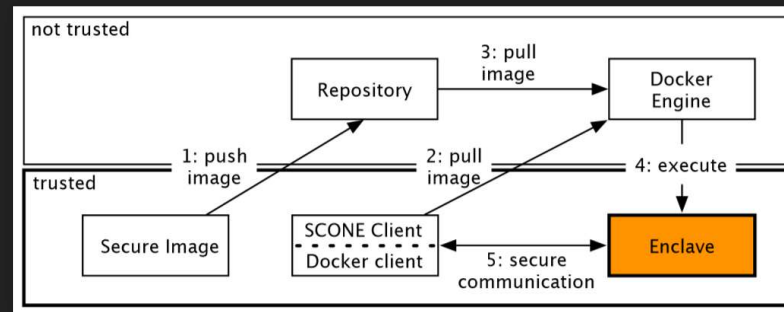 not trusted
Repository
3: pull
image
Docker
Engine
1: push
image
2: pull
image
4: execute
trusted
Secure Image
SCONE Client
Docker client
5: secure
communication
Enclave